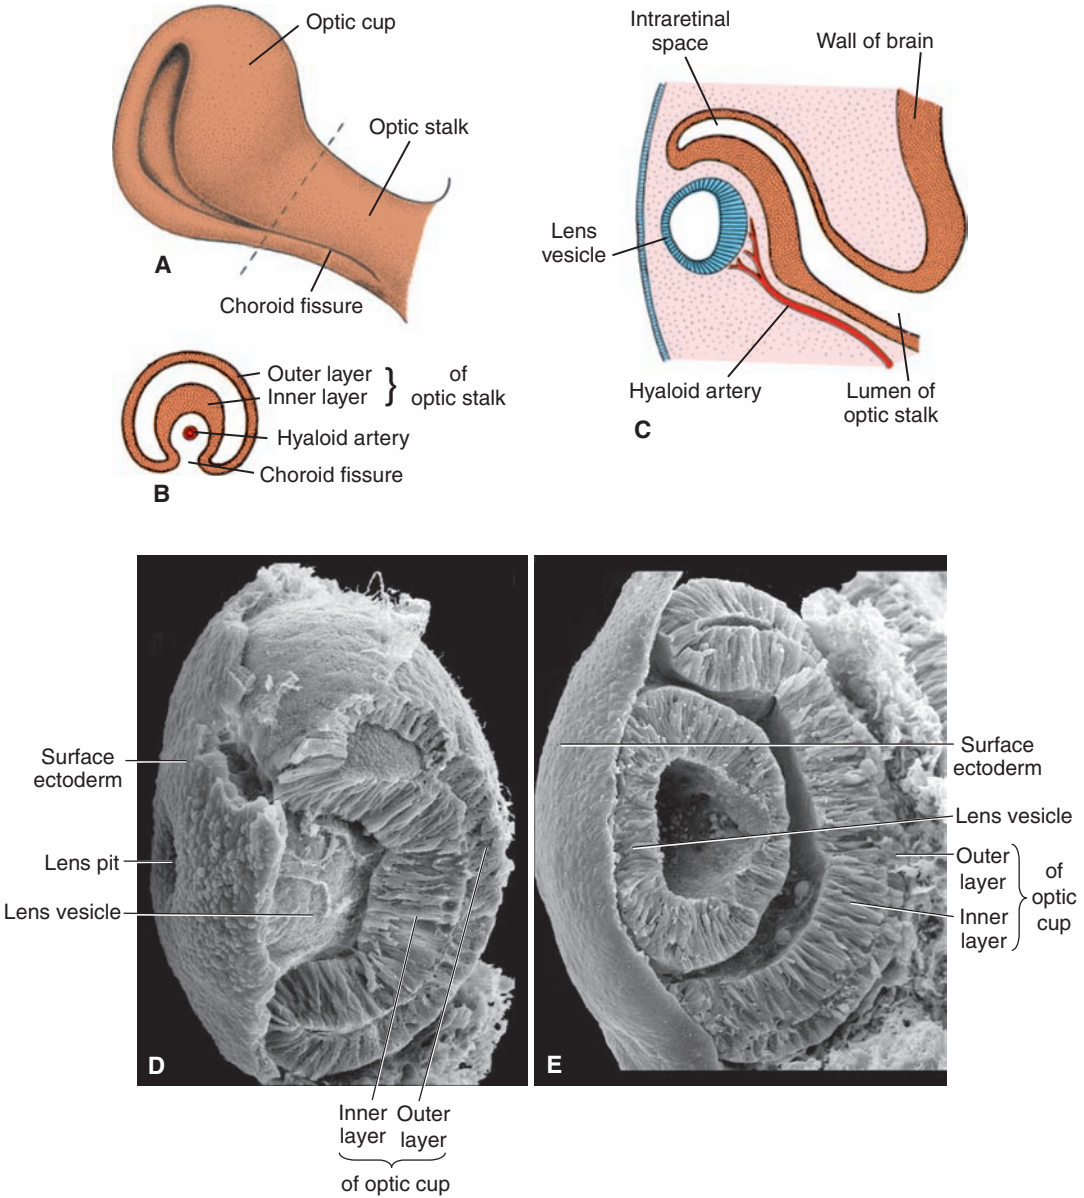 Optic cup
Optic stalk
Choroid fissure
A
Outer layer
Inner layer
}
of
optic stalk
Hyaloid artery
Choroid fissure
B
Intraretinal
space
Wall of brain
Lens
vesicle
Hyaloid artery
Lumen of
optic stalk
C
Surface
ectoderm
Lens pit
Lens vesicle
D
Inner
layer
Outer
layer
of optic cup
E
Surface
ectoderm
Lens vesicle
Outer
layer
Inner
layer
of
optic
cup